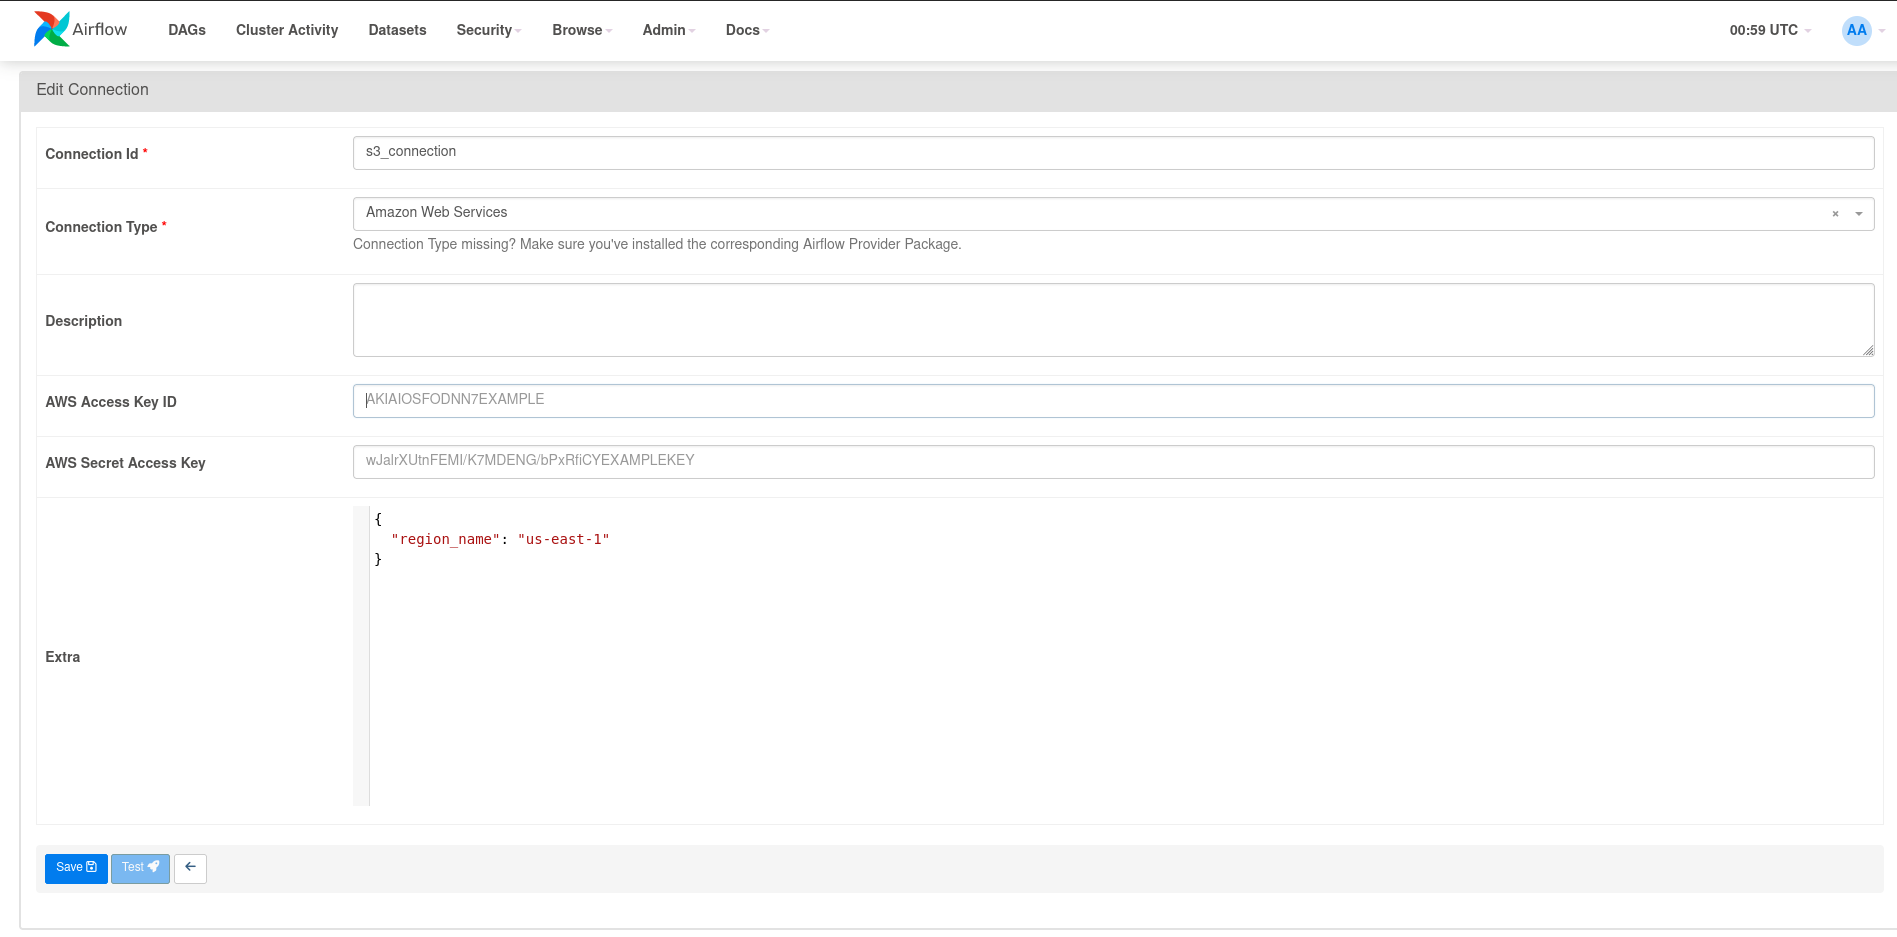 Airflow DAGs Cluster Activity Datasets Security Browse Admin Docs 00:59 UTC AA
Edit Connection
Connection Id * s3_connection
Connection Type * Amazon Web Services × 
Connection Type missing? Make sure you've installed the corresponding Airflow Provider Package.
Description
AWS Access Key ID AKIAIOSFODNN7EXAMPLE
AWS Secret Access Key wJalrXUtnFEMI/K7MDENG/bPxRfiCYEXAMPLEKEY
{
"region_name": "us-east-1"
}
Extra
Save Test ←